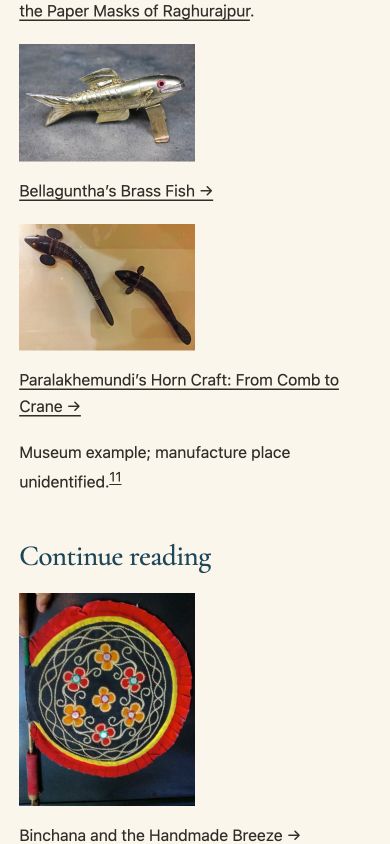 the Paper Masks of Raghurajpur.
Bellaguntha’s Brass Fish →
Paralakhemundi’s Horn Craft: From Comb to
Crane →
Museum example; manufacture place
unidentified.11
Continue reading
Binchana and the Handmade Breeze →